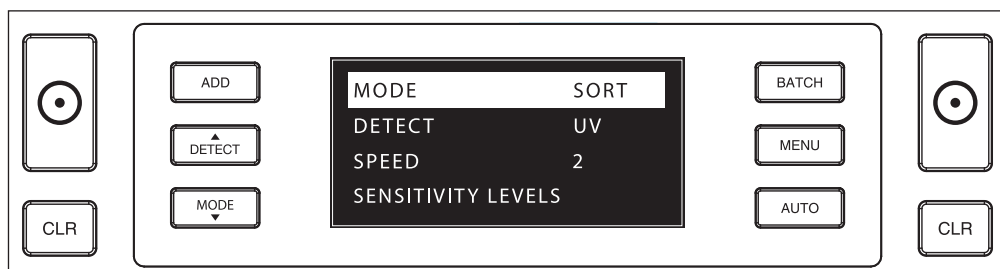 ADD
DETECT
MODE
CLR
MODE SORT
DETECT UV
SPEED 2
SENSITIVITY LEVELS
BATCH
MENU
AUTO
CLR